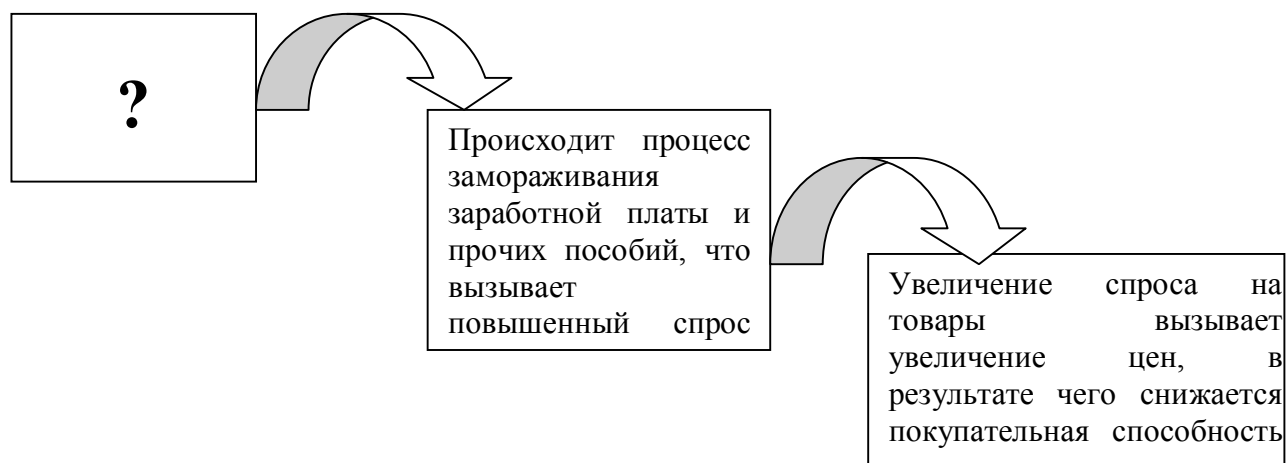 ?
Происходит процесс
замораживания
заработной платы и
прочих пособий, что
вызывает
повышенный спрос
Увеличение спроса на
товары вызывает
увеличение цен, в
результате чего снижается
покупательная способность